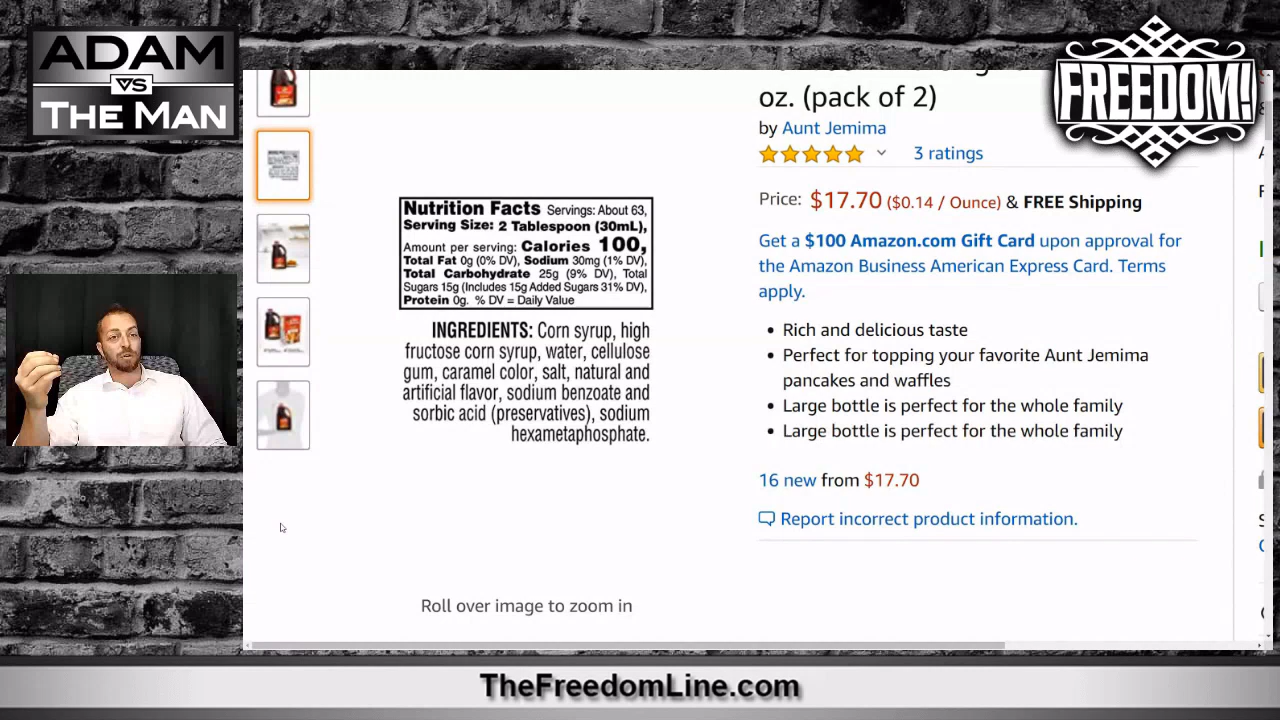 ADAM
VS
THE MAN
FREEDOM!
oz. (pack of 2)
by Aunt Jemima
3 ratings
Price: $17.70 ($0.14 / Ounce) & FREE Shipping
Get a $100 Amazon.com Gift Card upon approval for
the Amazon Business American Express Card. Terms
apply.
• Rich and delicious taste
• Perfect for topping your favorite Aunt Jemima
pancakes and waffles
• Large bottle is perfect for the whole family
• Large bottle is perfect for the whole family
16 new from $17.70
Report incorrect product information.
Nutrition Facts Servings: About 63,
Serving Size: 2 Tablespoon (30mL),
Amount per serving: Calories 100,
Total Fat 0g (0% DV), Sodium 30mg (1% DV),
Total Carbohydrate 25g (9% DV), Total
Sugars 15g (Includes 15g Added Sugars 31% DV),
Protein 0g. % DV = Daily Value
INGREDIENTS: Corn syrup, high
fructose corn syrup, water, cellulose
gum, caramel color, salt, natural and
artificial flavor, sodium benzoate and
sorbic acid (preservatives), sodium
hexametaphosphate.
Roll over image to zoom in
TheFreedomLine.com